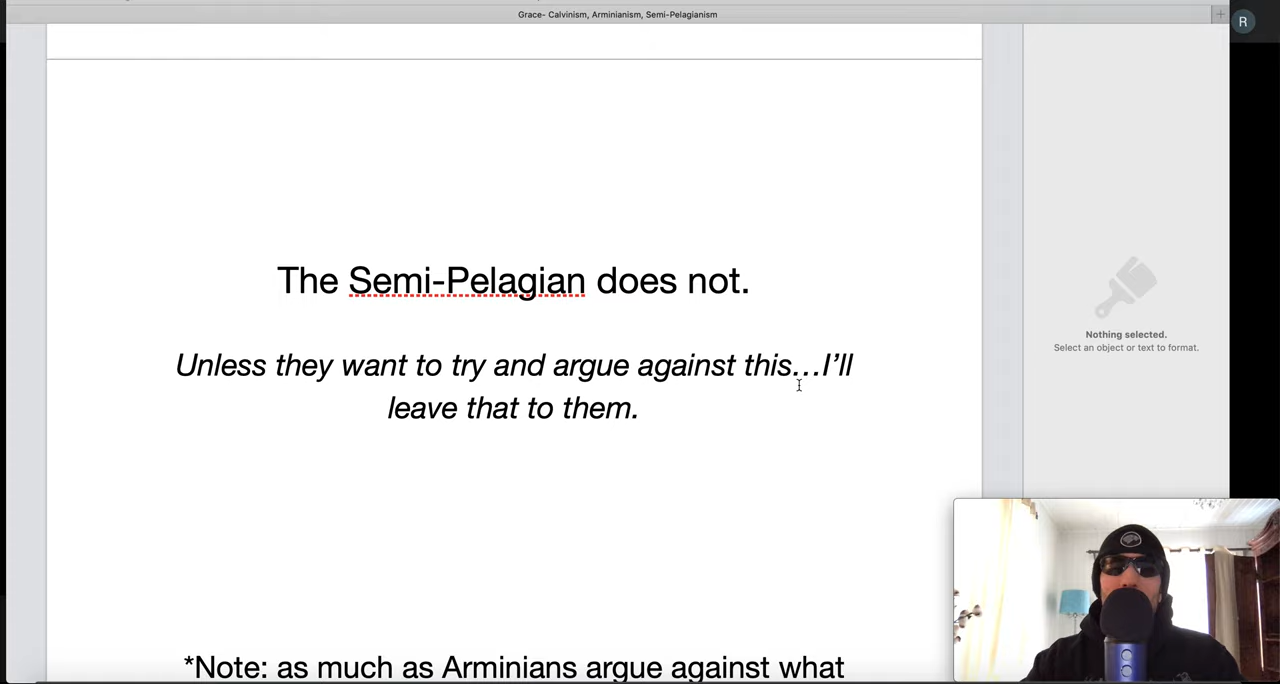 Grace- Calvinism, Arminianism, Semi-Pelagianism
R
The Semi-Pelagian does not.
Unless they want to try and argue against this…I’ll
leave that to them.
Nothing selected.
Select an object or text to format.
*Note: as much as Arminians argue against what